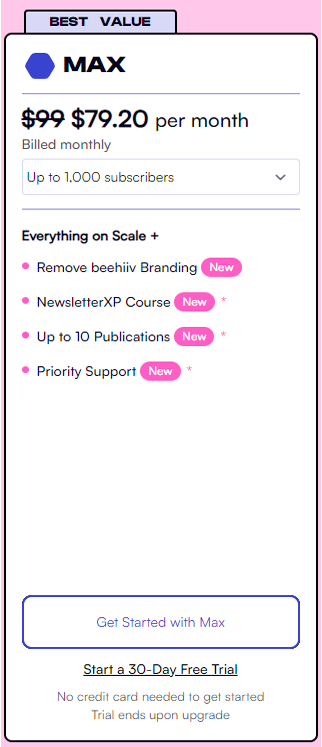 BEST VALUE
MAX
$99 $79.20 per month
Billed monthly
Up to 1,000 subscribers
Everything on Scale +
Remove beehiiv Branding New
NewsletterXP Course New *
Up to 10 Publications New *
Priority Support New *
Get Started with Max
Start a 30-Day Free Trial
No credit card needed to get started
Trial ends upon upgrade